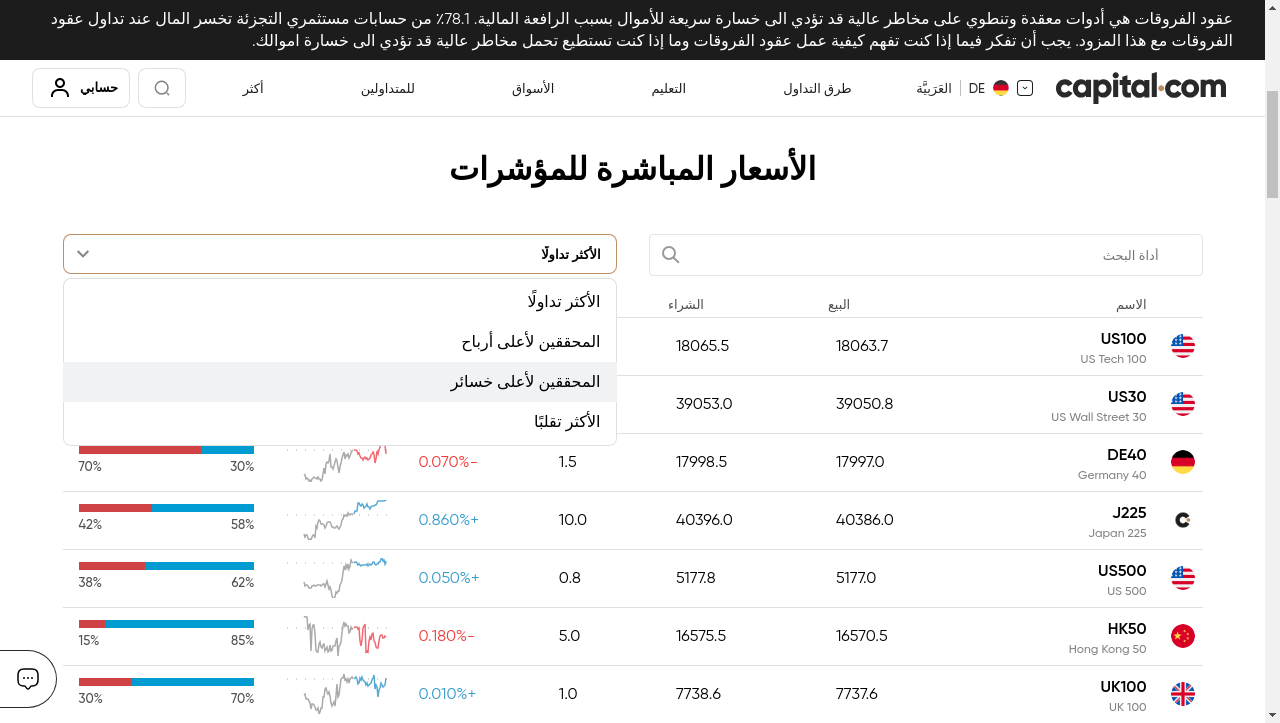 عقود الفروقات هي أدوات معقدة وتنطوي على مخاطر عالية قد تؤدي الى خسارة سريعة للأموال بسبب الرافعة المالية. 78.1٪ من حسابات مستثمري التجزئة تخسر المال عند تداول عقود
الفروقات مع هذا المزود. يجب أن تفكر فيما إذا كنت تفهم كيفية عمل عقود الفروقات وما إذا كنت تستطيع تحمل مخاطر عالية قد تؤدي الى خسارة اموالك.
capital.com DE العَرَبيَّة طرق التداول التعليم الأسواق للمتداولين أكثر حسابي
الأسعار المباشرة للمؤشرات
أداة البحث
الأكثر تداولًا
الأكثر تداولًا
المحققين لأعلى أرباح
المحققين لأعلى خسائر
الأكثر تقلبًا
الاسم البيع الشراء
US100 18063.7 18065.5
US Tech 100
US30 39050.8 39053.0
US Wall Street 30
DE40 17997.0 17998.5 1.5 0.070%− 30% 70%
Germany 40
J225 40386.0 40396.0 10.0 0.860%+ 58% 42%
Japan 225
US500 5177.0 5177.8 0.8 0.050%+ 62% 38%
US 500
HK50 16570.5 16575.5 5.0 0.180%− 85% 15%
Hong Kong 50
UK100 7737.6 7738.6 1.0 0.010%+ 70% 30%
UK 100